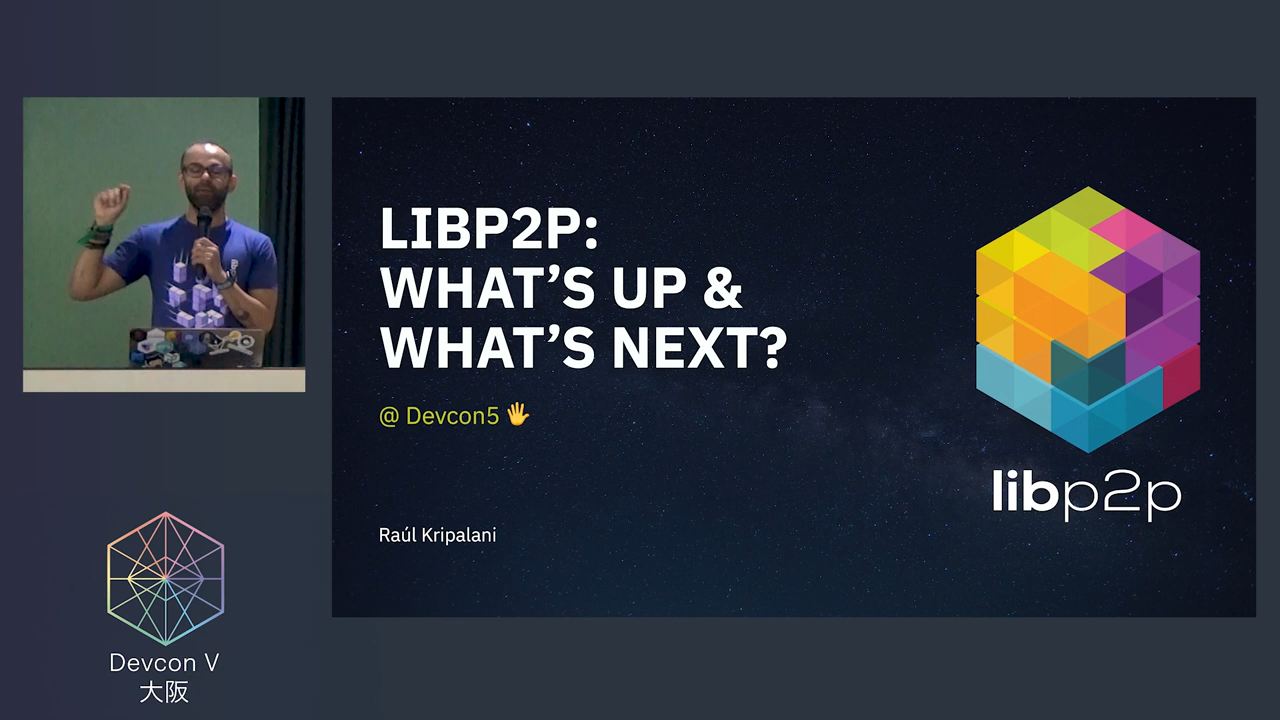 LIBP2P:
WHAT'S UP &
WHAT'S NEXT?
@ Devcon5 🖐
Raúl Kripalani
libp2p
Devcon V
大阪